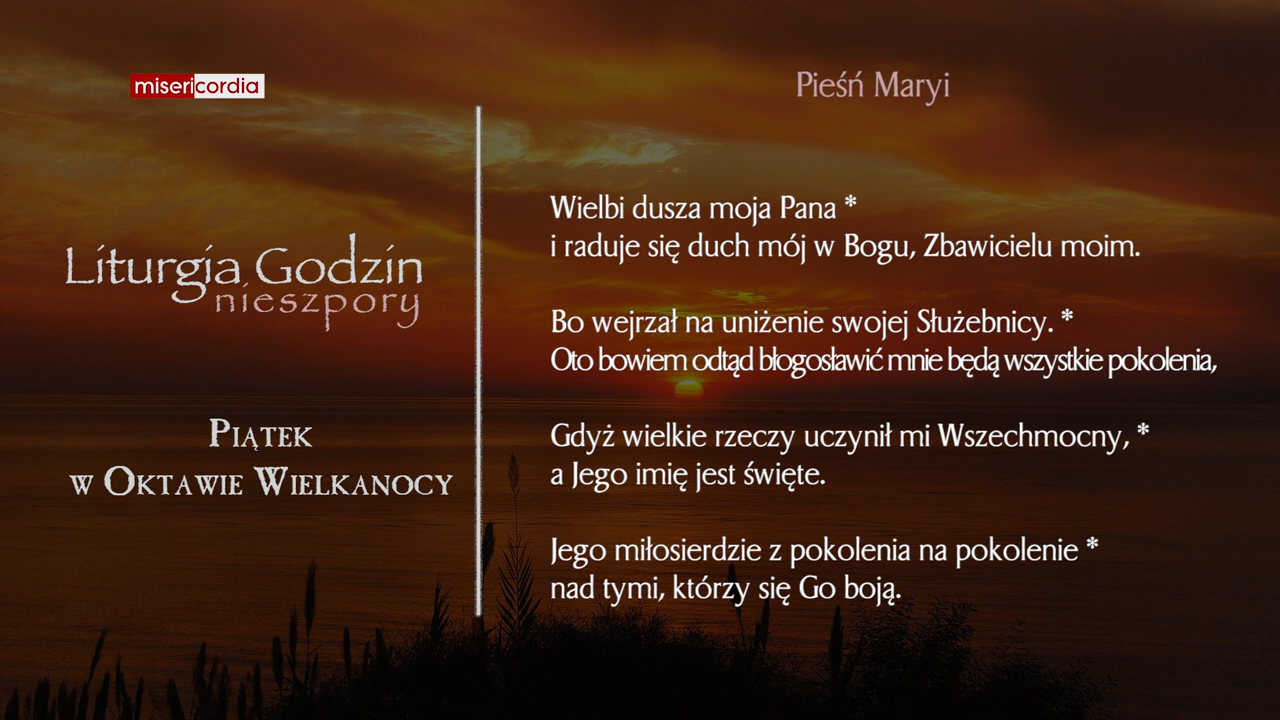 misericordia
Liturgia Godzin
nieszpory
Piątek
w Oktawie Wielkanocy
Pieśń Maryi
Wielbi dusza moja Pana *
i raduje się duch mój w Bogu, Zbawicielu moim.
Bo wejrzał na uniżenie swojej Służebnicy. *
Oto bowiem odtąd błogosławić mnie będą wszystkie pokolenia,
Gdyż wielkie rzeczy uczynił mi Wszechmocny, *
a Jego imię jest święte.
Jego miłosierdzie z pokolenia na pokolenie *
nad tymi, którzy się Go boją.